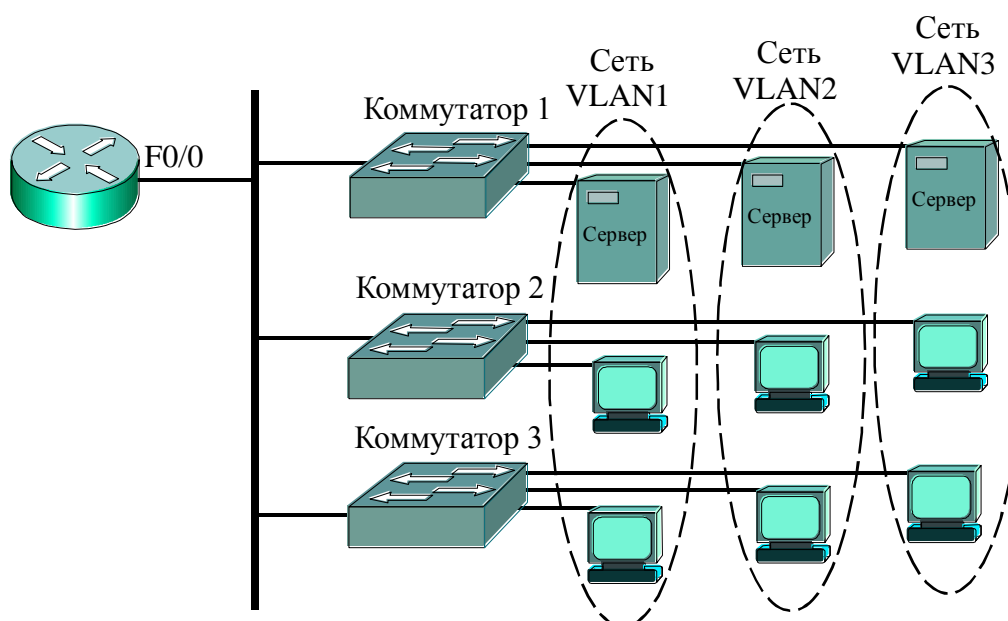 Сеть
VLAN1
Сеть
VLAN2
Сеть
VLAN3
Коммутатор 1
F0/0
Сервер
Сервер
Сервер
Коммутатор 2
Коммутатор 3